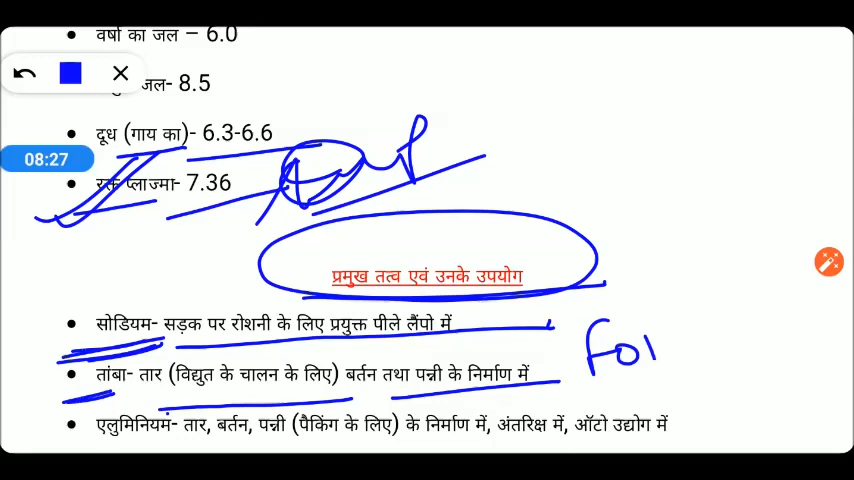 वर्षा का जल – 6.0
जल- 8.5
दूध (गाय का)- 6.3-6.6
08:27
रक्त प्लाज्मा- 7.36
प्रमुख तत्व एवं उनके उपयोग
सोडियम- सड़क पर रोशनी के लिए प्रयुक्त पीले लैंपो में
तांबा- तार (विद्युत के चालन के लिए) बर्तन तथा पन्नी के निर्माण में
Foi
एलुमिनियम- तार, बर्तन, पन्नी (पैकिंग के लिए) के निर्माण में, अंतरिक्ष में, ऑटो उद्योग में